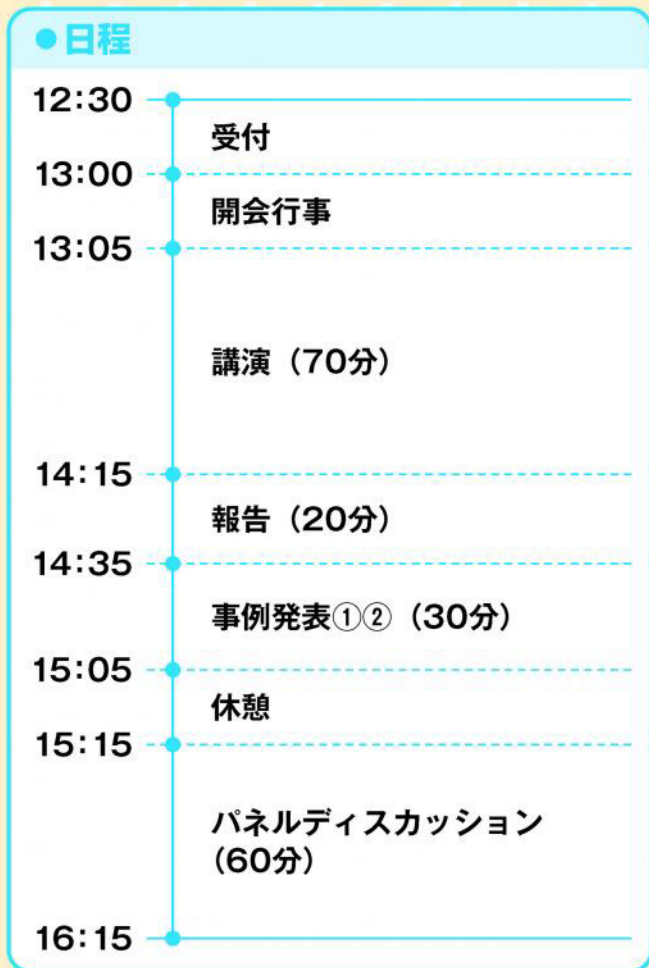 ●日程
12:30
受付
13:00
開会行事
13:05
講演（70分）
14:15
報告（20分）
14:35
事例発表①②（30分）
15:05
休憩
15:15
パネルディスカッション
（60分）
16:15